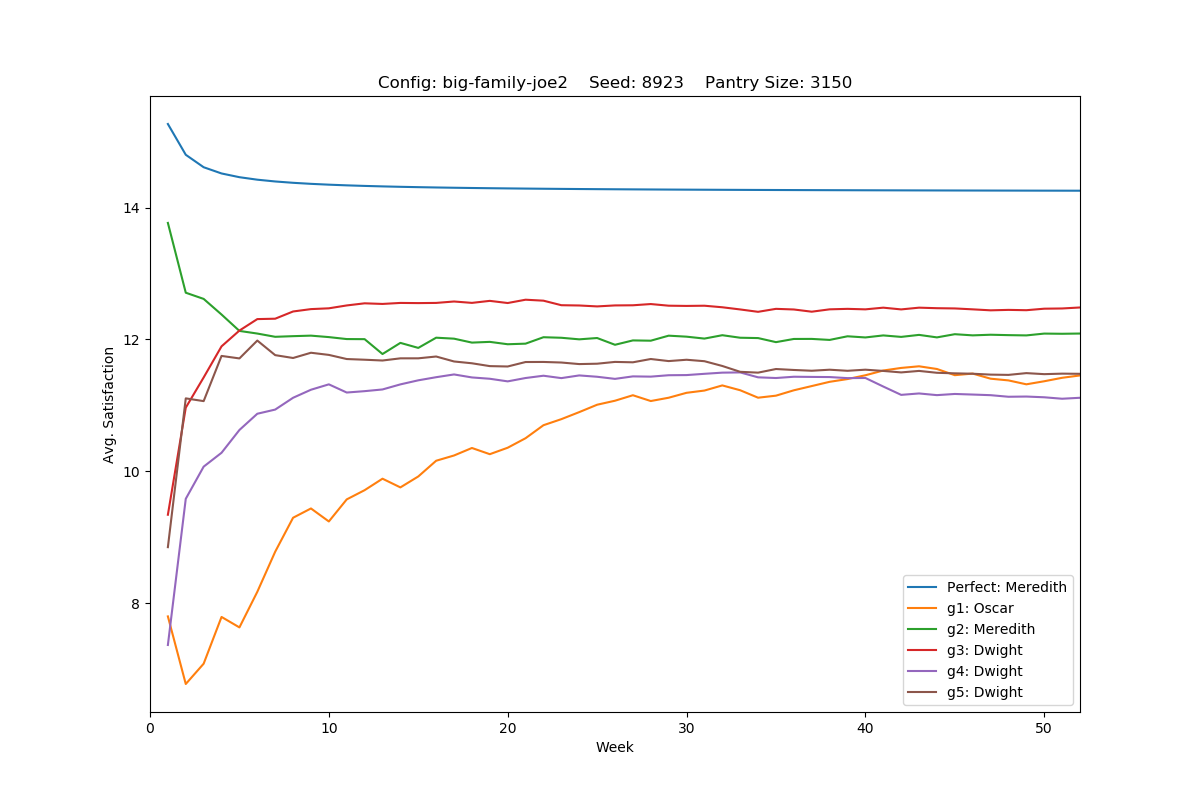 Config: big-family-joe2    Seed: 8923    Pantry Size: 3150
Avg. Satisfaction
14
12
10
8
0
10
20
30
40
50
Week
Perfect: Meredith
g1: Oscar
g2: Meredith
g3: Dwight
g4: Dwight
g5: Dwight